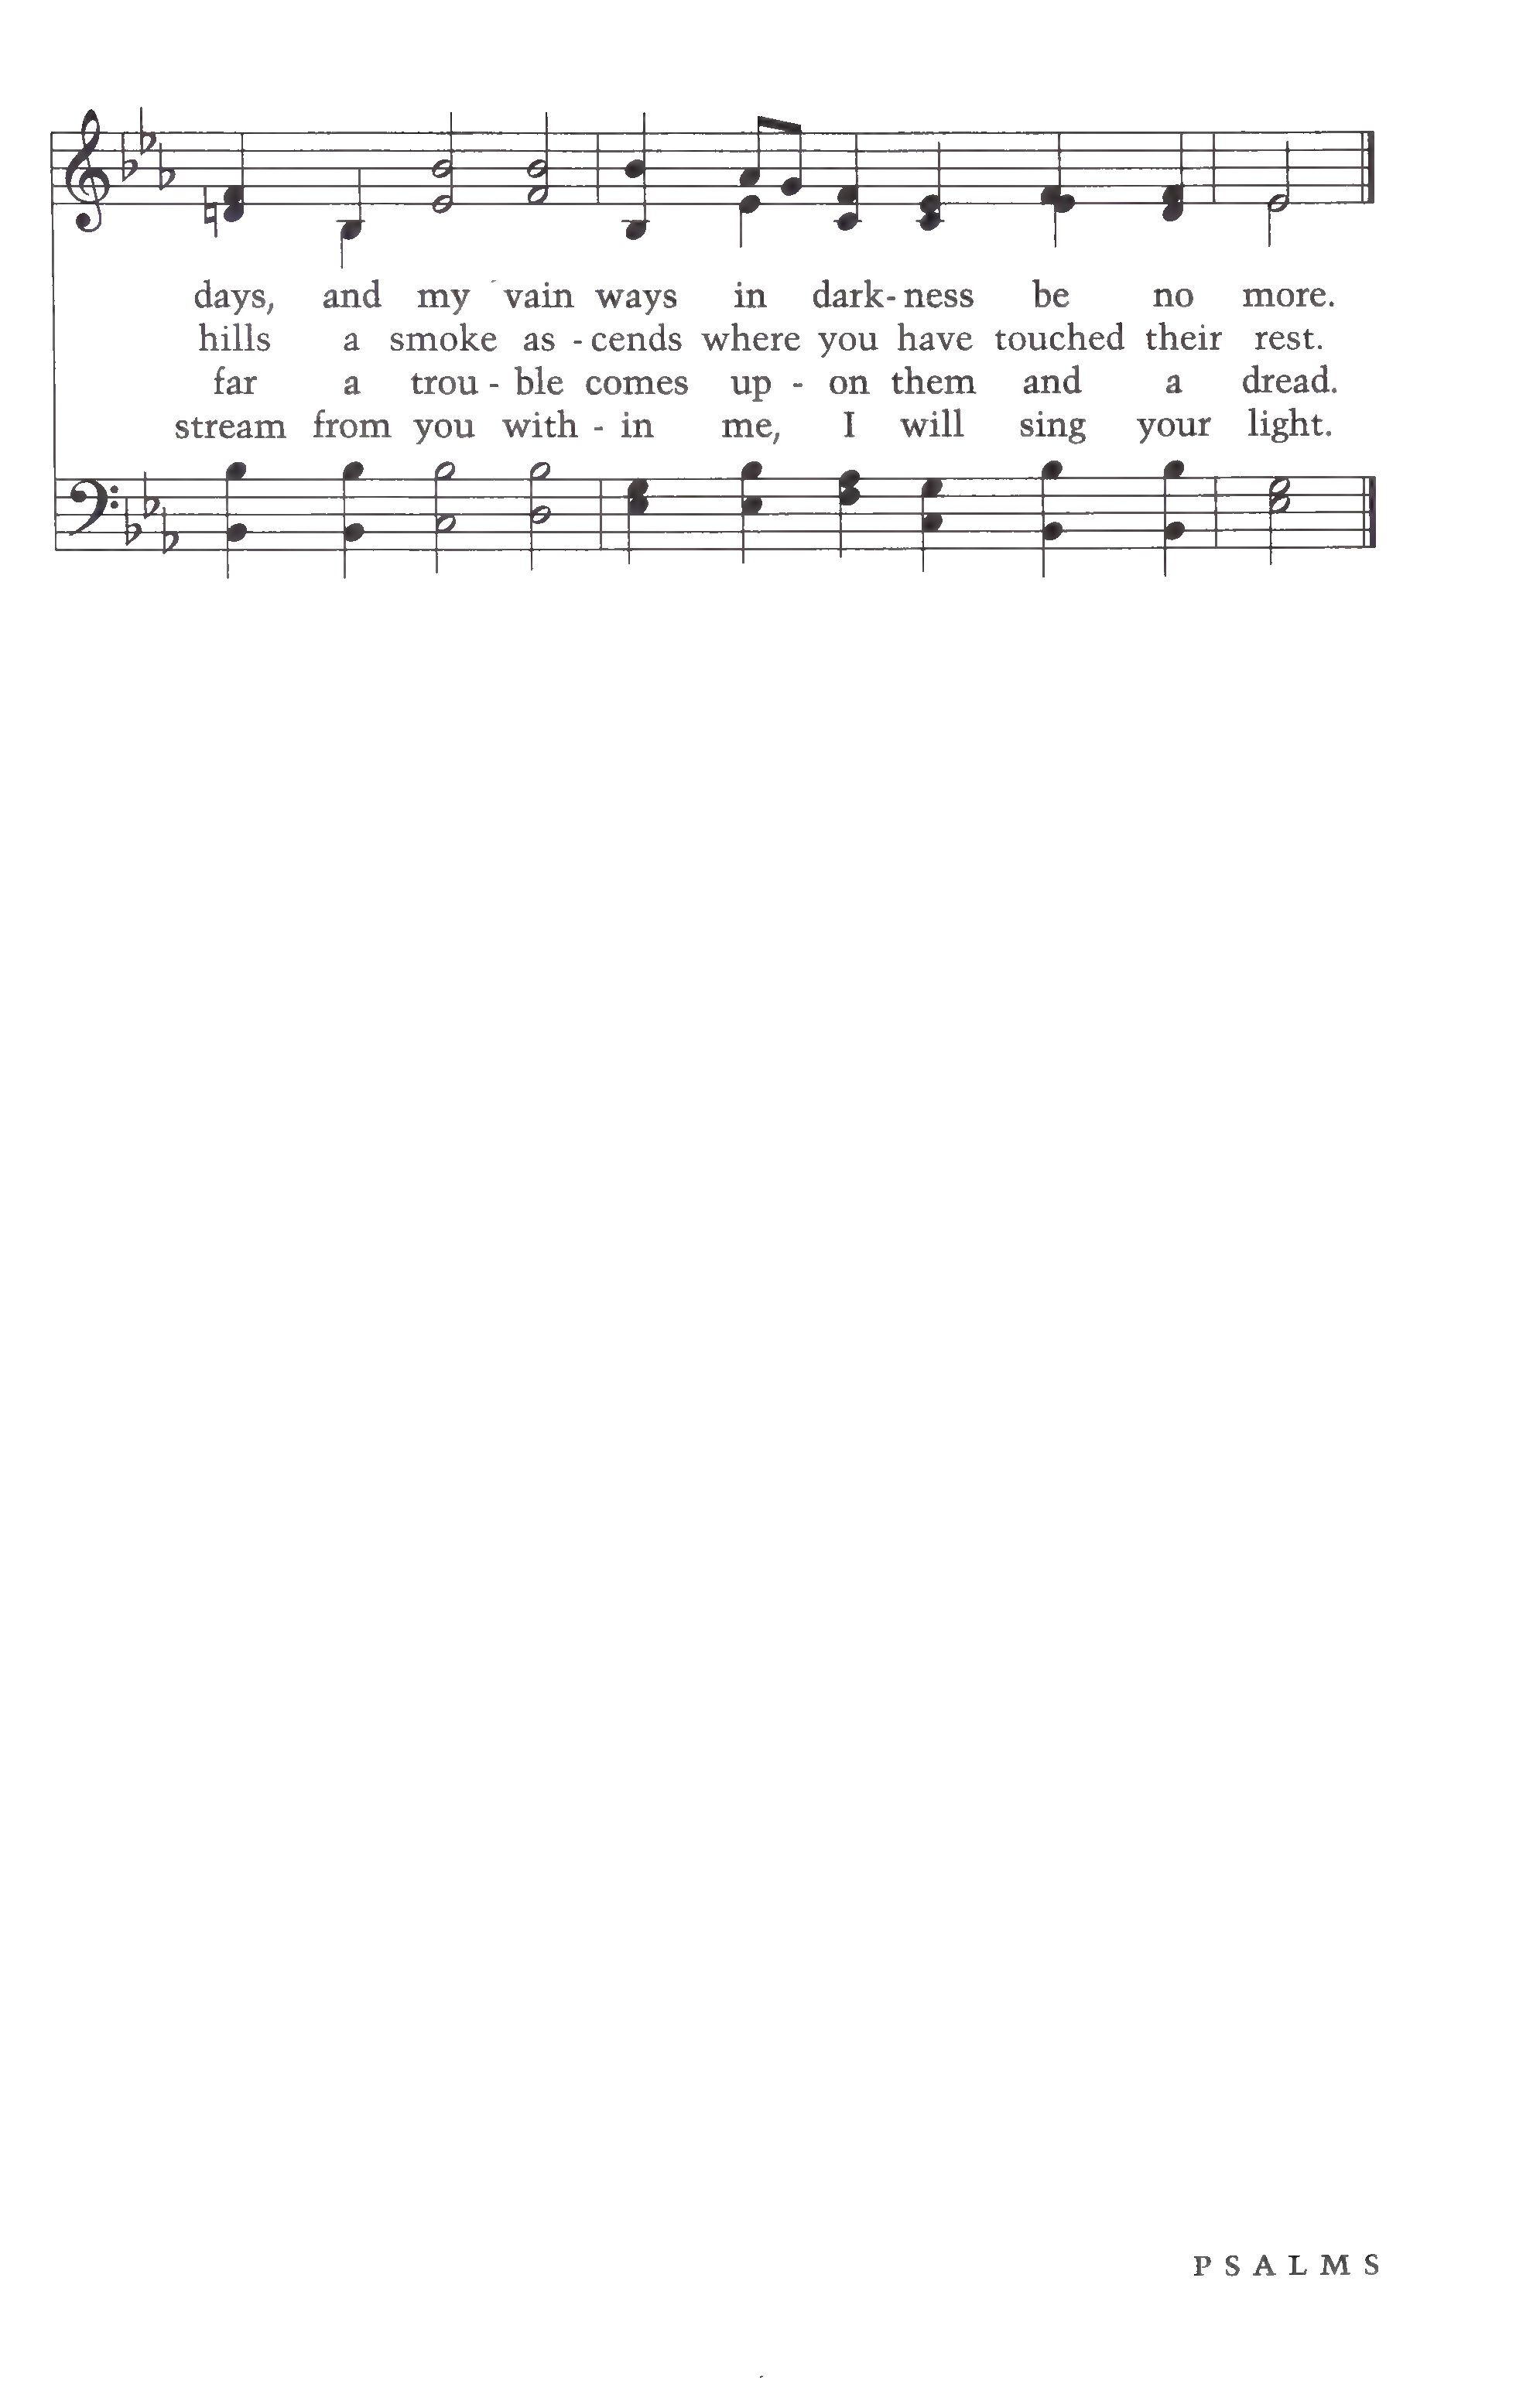 days, and my vain ways in dark- ness be no more.
hills a smoke as - cends where you have touched their rest.
far a trou - ble comes up - on them and a dread.
stream from you with - in me, I will sing your light.
PSALMS